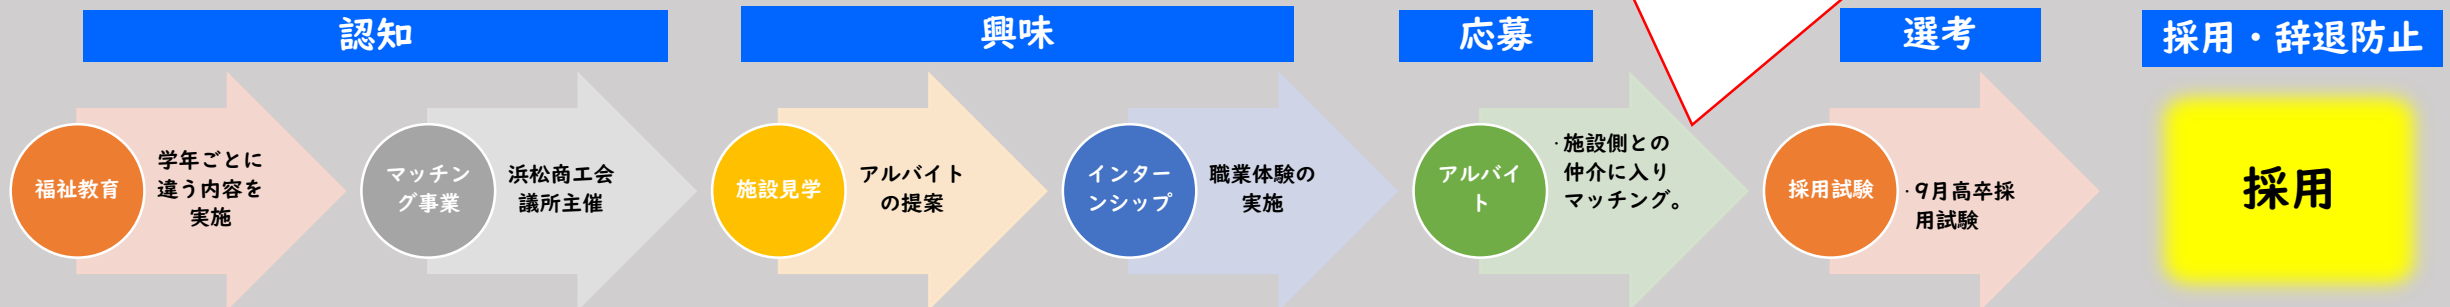 認知
興味
応募
選考
採用・辞退防止
福祉教育
学年ごとに
違う内容を
実施
マッチン
グ事業
浜松商工会
議所主催
施設見学
アルバイト
の提案
インター
ンシップ
職業体験の
実施
アルバイ
ト
・施設側との
仲介に入り
マッチング。
採用試験
・9月高卒採
用試験
採用